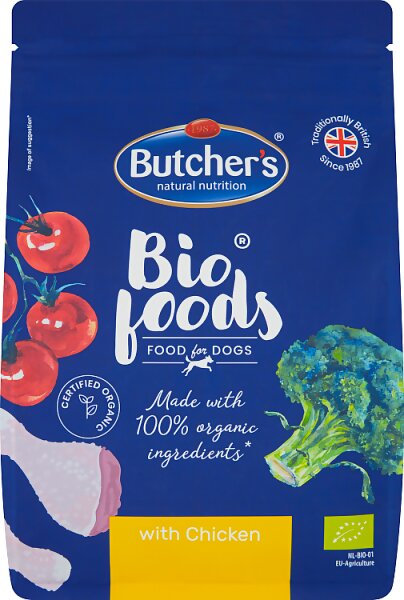 Image of suggestion*
1987
Butcher's®
natural nutrition
Traditionally British
Since 1987
Bio®
foods
FOOD for DOGS
CERTIFIED ORGANIC
Made with
100% organic
ingredients*
with Chicken
NL-BIO-01
EU-Agriculture